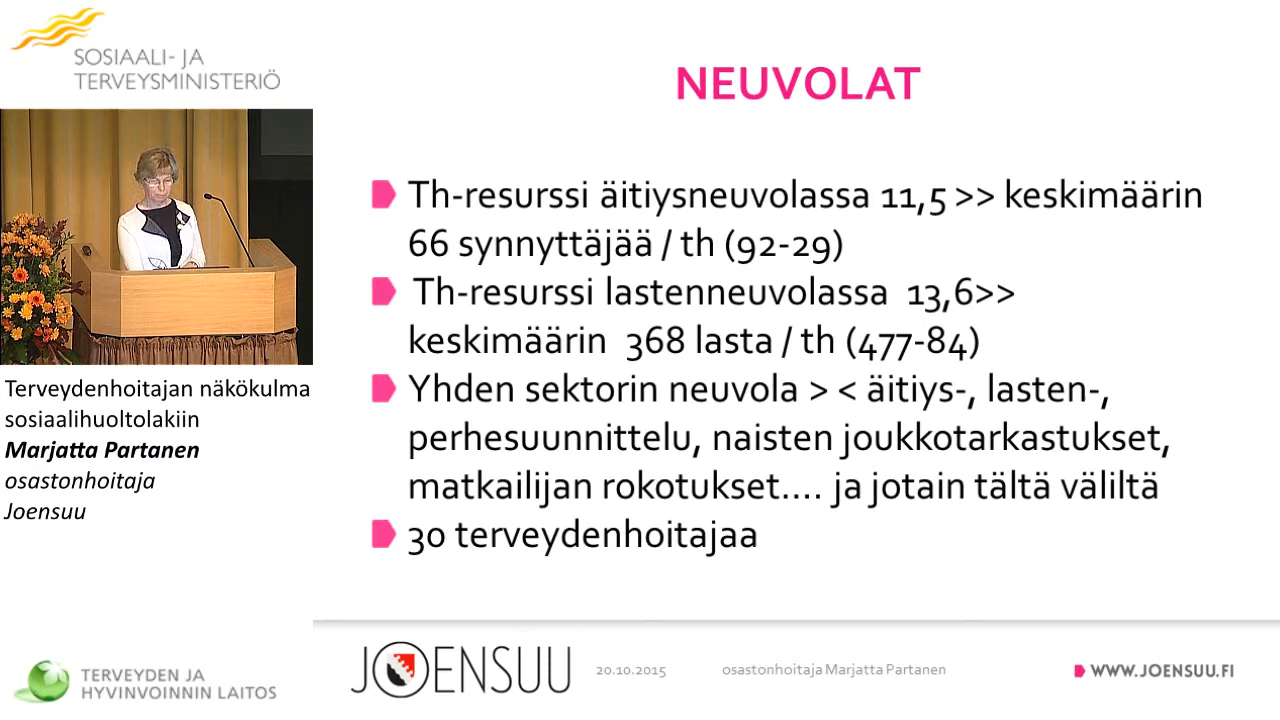 SOSIAALI- JA
TERVEYSMINISTERIÖ
NEUVOLAT
Th-resurssi äitiysneuvolassa 11,5 >> keskimäärin
66 synnyttäjää / th (92-29)
Th-resurssi lastenneuvolassa 13,6>>
keskimäärin 368 lasta / th (477-84)
Yhden sektorin neuvola > < äitiys-, lasten-,
perhesuunnittelu, naisten joukkotarkastukset,
matkailijan rokotukset.... ja jotain tältä väliltä
30 terveydenhoitajaa
Terveydenhoitajan näkökulma
sosiaalihuoltolakiin
Marjatta Partanen
osastonhoitaja
Joensuu
TERVEYDEN JA
HYVINVOINNIN LAITOS
JOENSUU
20.10.2015
osastonhoitaja Marjatta Partanen
WWW.JOENSUU.FI